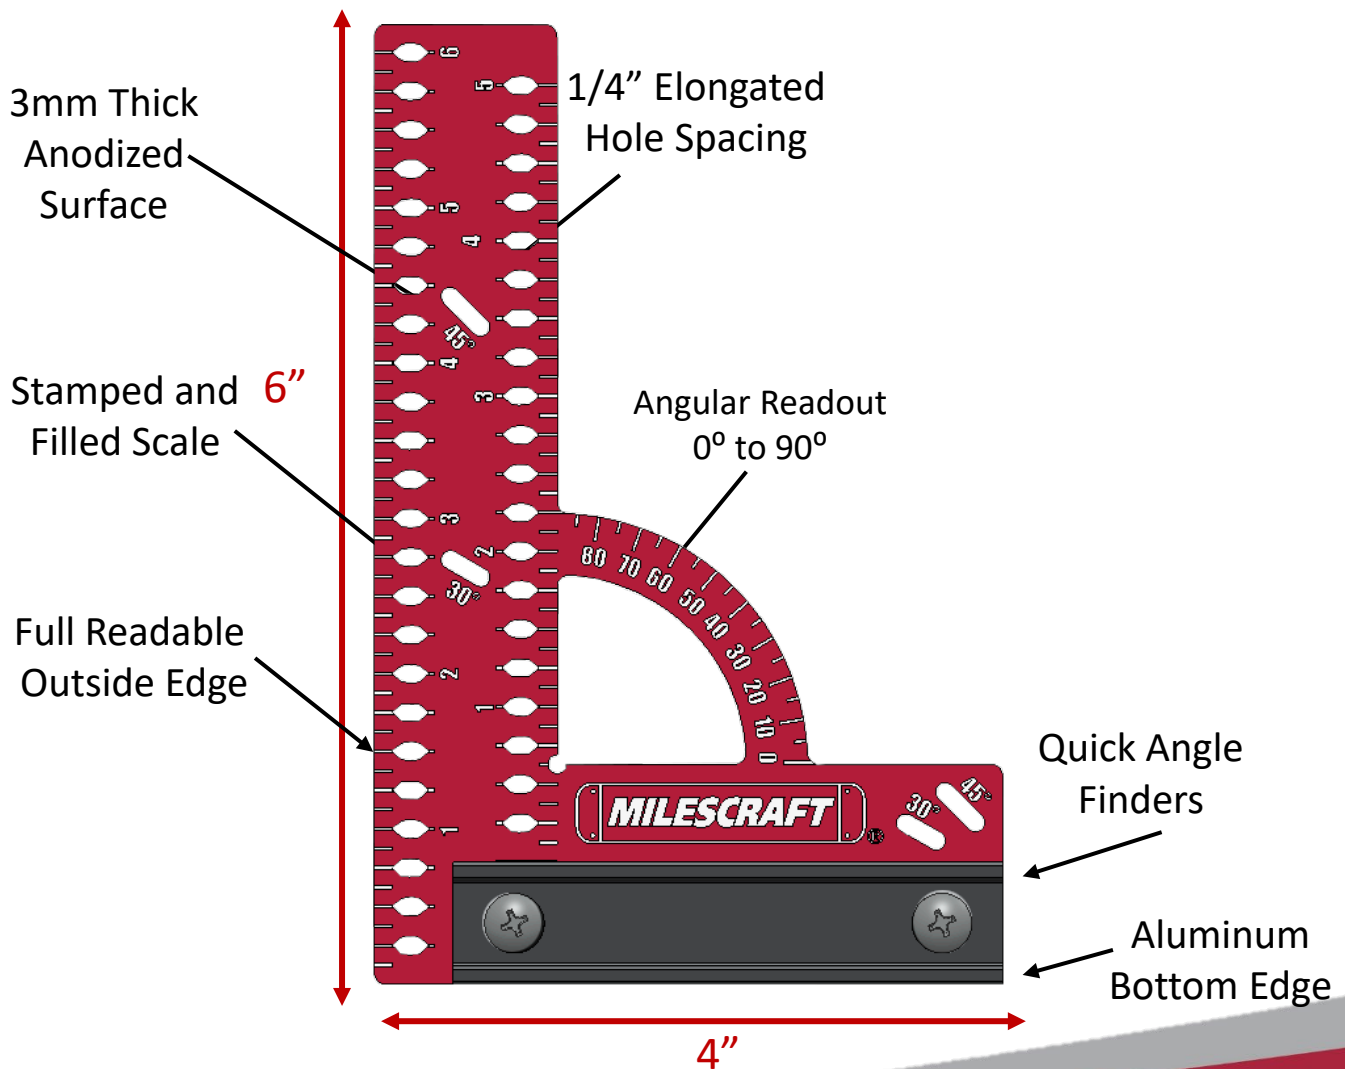 3mm Thick
Anodized
Surface
1/4” Elongated
Hole Spacing
Stamped and
Filled Scale
6”
Angular Readout
0º to 90º
Full Readable
Outside Edge
Quick Angle
Finders
Aluminum
Bottom Edge
4”
6
5
4
3
2
1
5
4
3
2
1
45°
30°
80 70 60 50 40 30 20 10 0
MILESCRAFT®
30° 45°